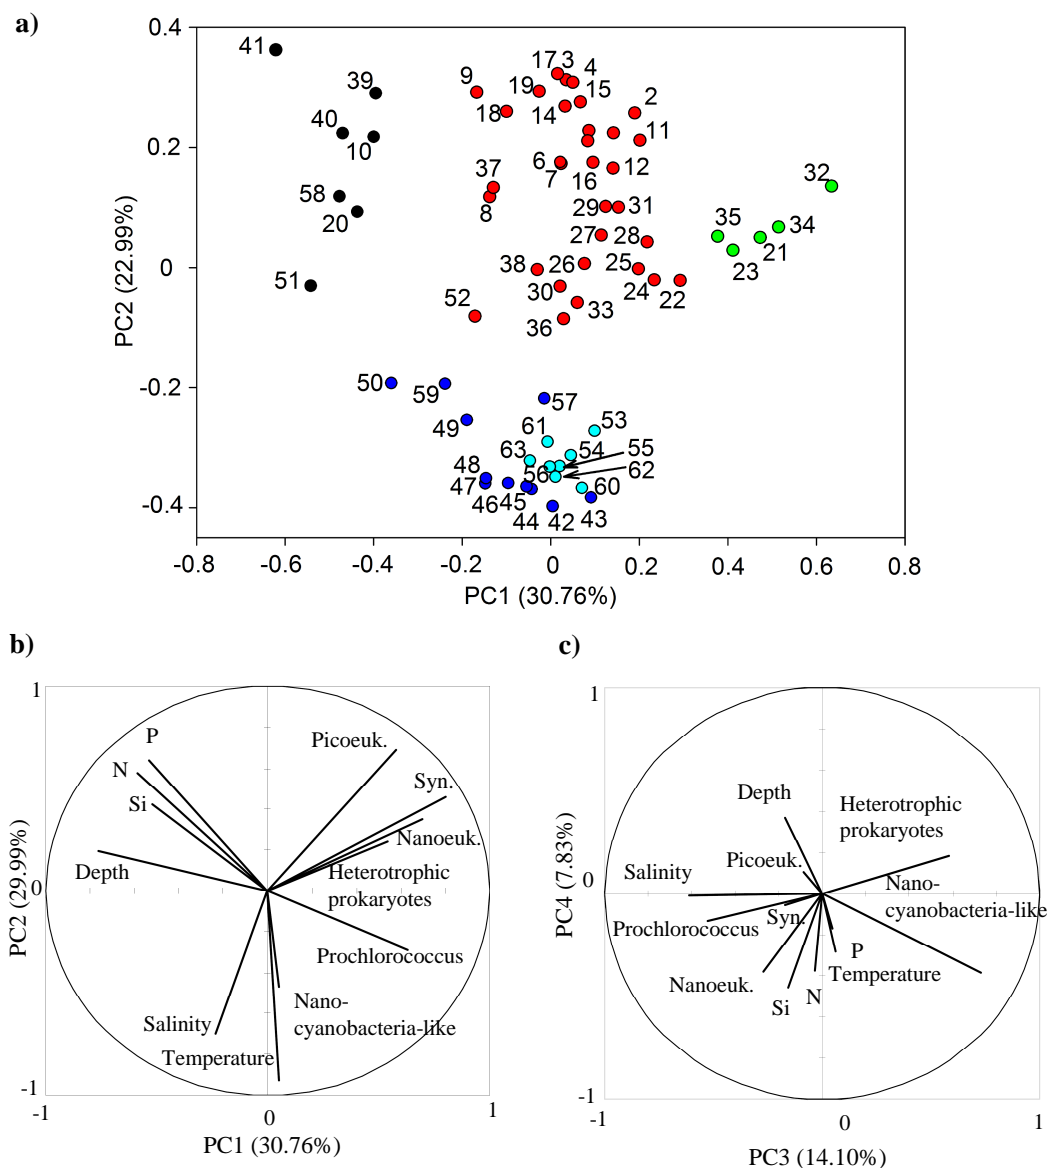 a)
0.4
0.2
0
-0.2
-0.4
PC2 (22.99%)
41
39
40
10
58
20
51
9
18
19
17
3
4
15
14
2
11
6
7
16
12
37
8
29
31
27
28
38
26
25
30
24
22
33
36
52
32
35
34
21
23
50
59
49
57
61
53
63
54
55
56
62
48
47
46
45
44
42
43
60
-0.8
-0.6
-0.4
-0.2
0
0.2
0.4
0.6
0.8
PC1 (30.76%)
b)
1
0
-1
PC2 (29.99%)
P
N
Si
Depth
Picoeuk.
Syn.
Nanoeuk.
Heterotrophic
prokaryotes
Prochlorococcus
Nano-
cyanobacteria-like
Salinity
Temperature
-1
0
1
PC1 (30.76%)
c)
1
0
-1
PC4 (7.83%)
Depth
Heterotrophic
prokaryotes
Picoeuk.
Salinity
Nano-
cyanobacteria-like
Syn.
Prochlorococcus
P
Temperature
Nanoeuk.
N
Si
-1
0
1
PC3 (14.10%)